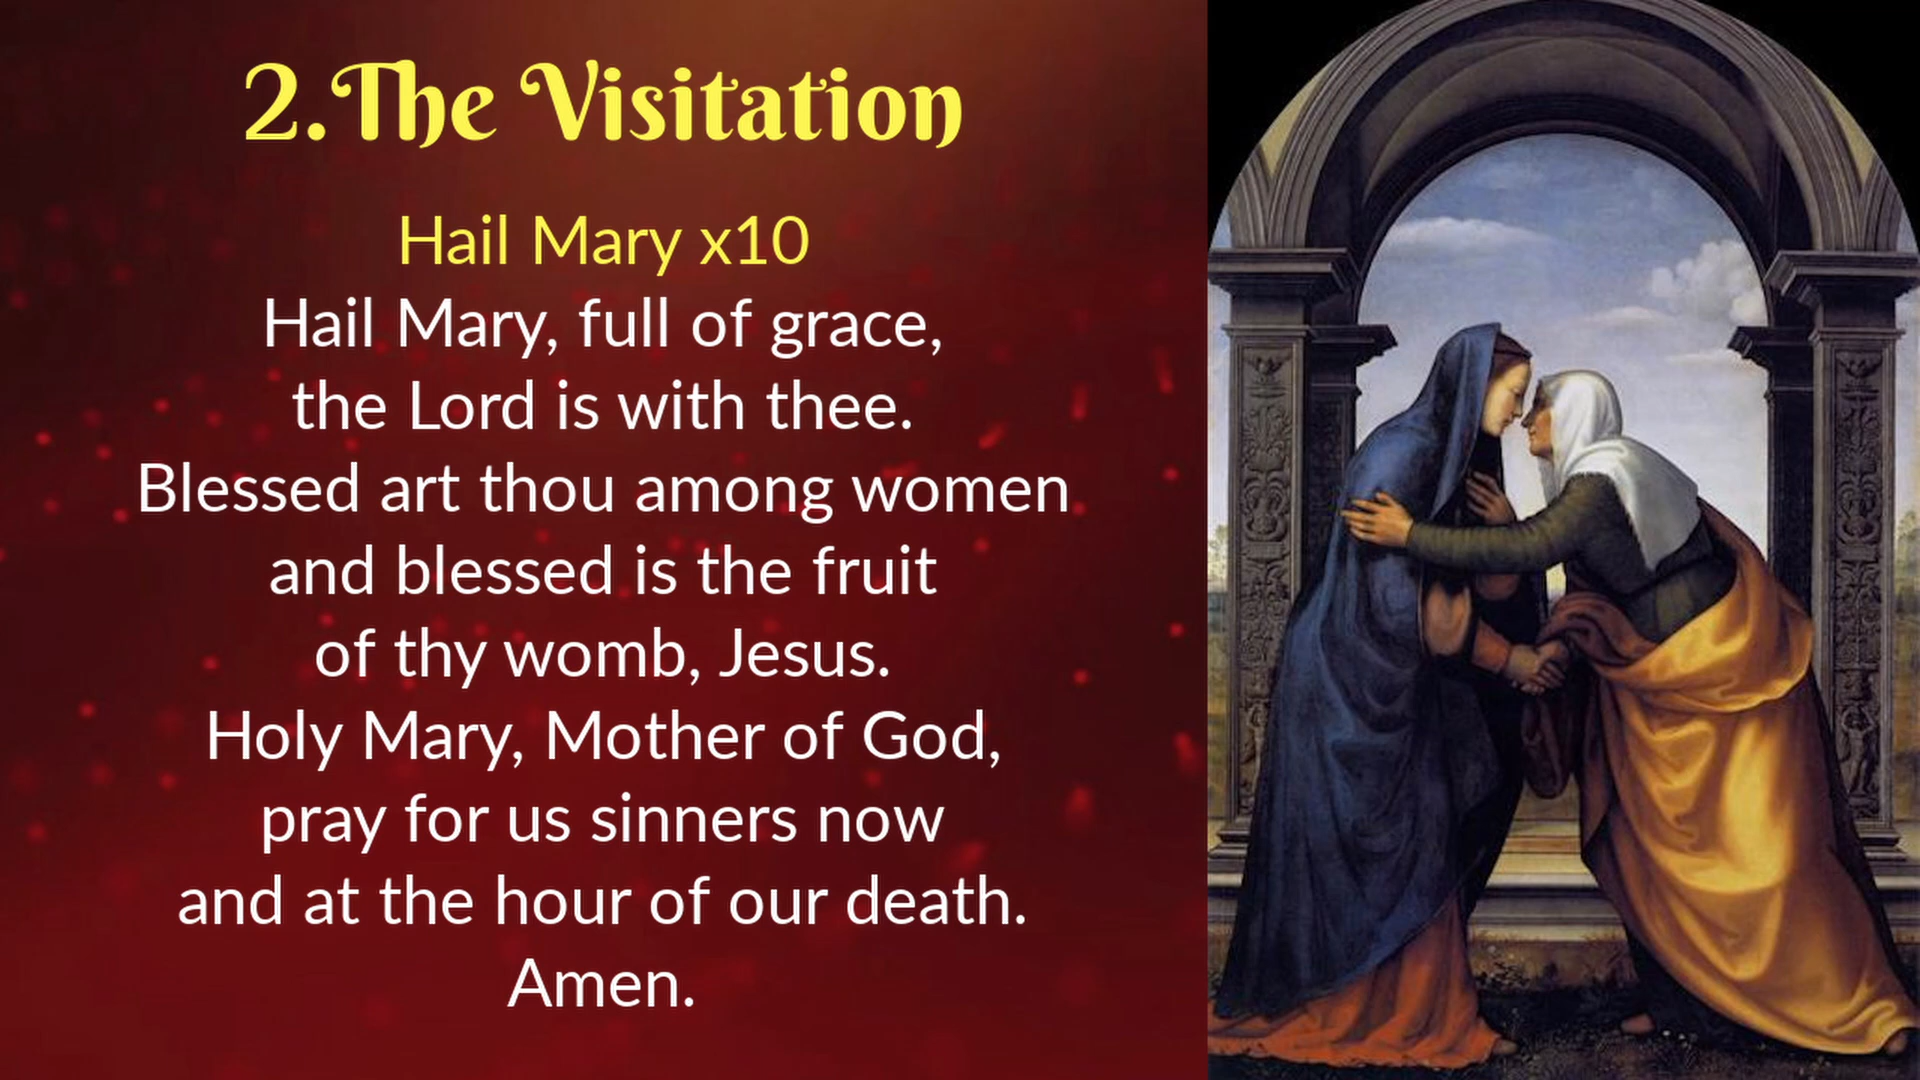 2.The Visitation
Hail Mary x10
Hail Mary, full of grace,
the Lord is with thee.
Blessed art thou among women
and blessed is the fruit
of thy womb, Jesus.
Holy Mary, Mother of God,
pray for us sinners now
and at the hour of our death.
Amen.